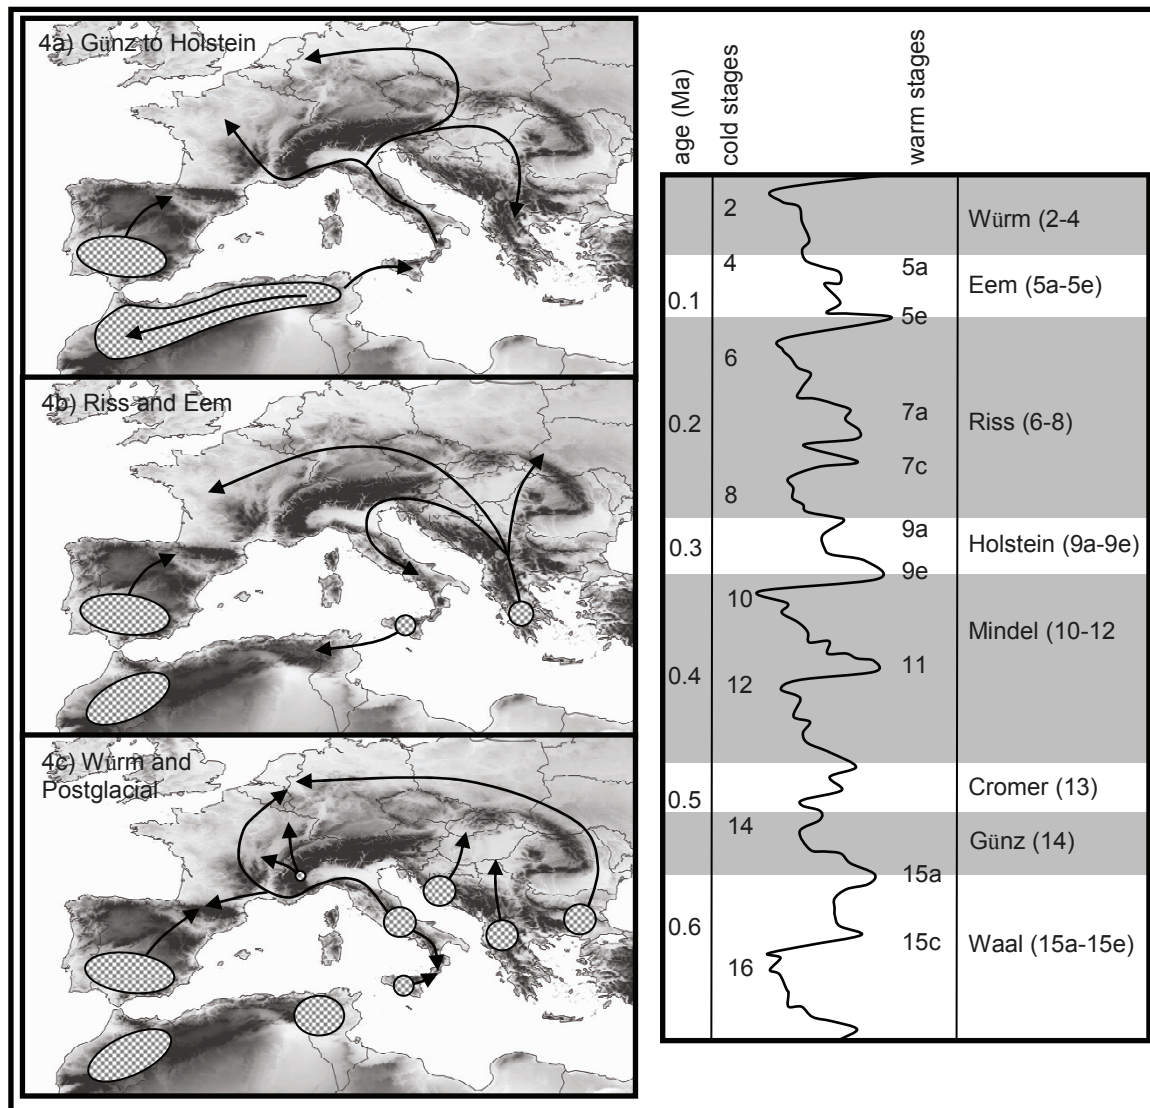 4a) Günz to Holstein
4b) Riss and Eem
4c) Würm and
Postglacial
age (Ma)
cold stages
warm stages
2
Würm (2-4
4
5a
0.1
Eem (5a-5e)
5e
6
7a
0.2
Riss (6-8)
7c
8
9a
0.3
Holstein (9a-9e)
9e
10
Mindel (10-12
11
0.4
12
Cromer (13)
0.5
14
Günz (14)
15a
0.6
15c
Waal (15a-15e)
16